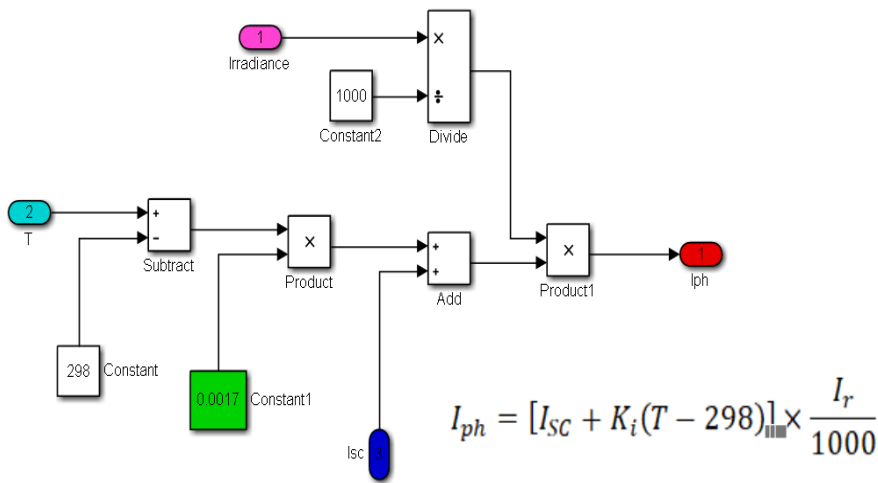 1
Irradiance
×
1000
÷
Constant2
Divide
2
T
+
−
Subtract
×
Product
+
+
Add
×
Product1
1
Iph
298
Constant
0.0017
Constant1
Isc
3
I_ph = [I_SC + K_i(T − 298)] × I_r/1000